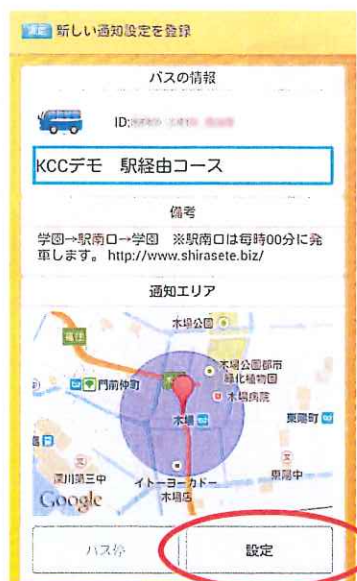 新しい通知設定を登録
バスの情報
ID:
KCCデモ 駅経由コース
備考
学園→駅南口→学園 ※駅南口は毎時00分に発
車します。 http://www.shirasete.biz/
通知エリア
木場公園
福住
木場公園都市
緑化植物園
門前仲町
木場病院
木場
東陽町
深川第三中
イトーヨーカドー
木場店
東陽中
Google
バス停
設定